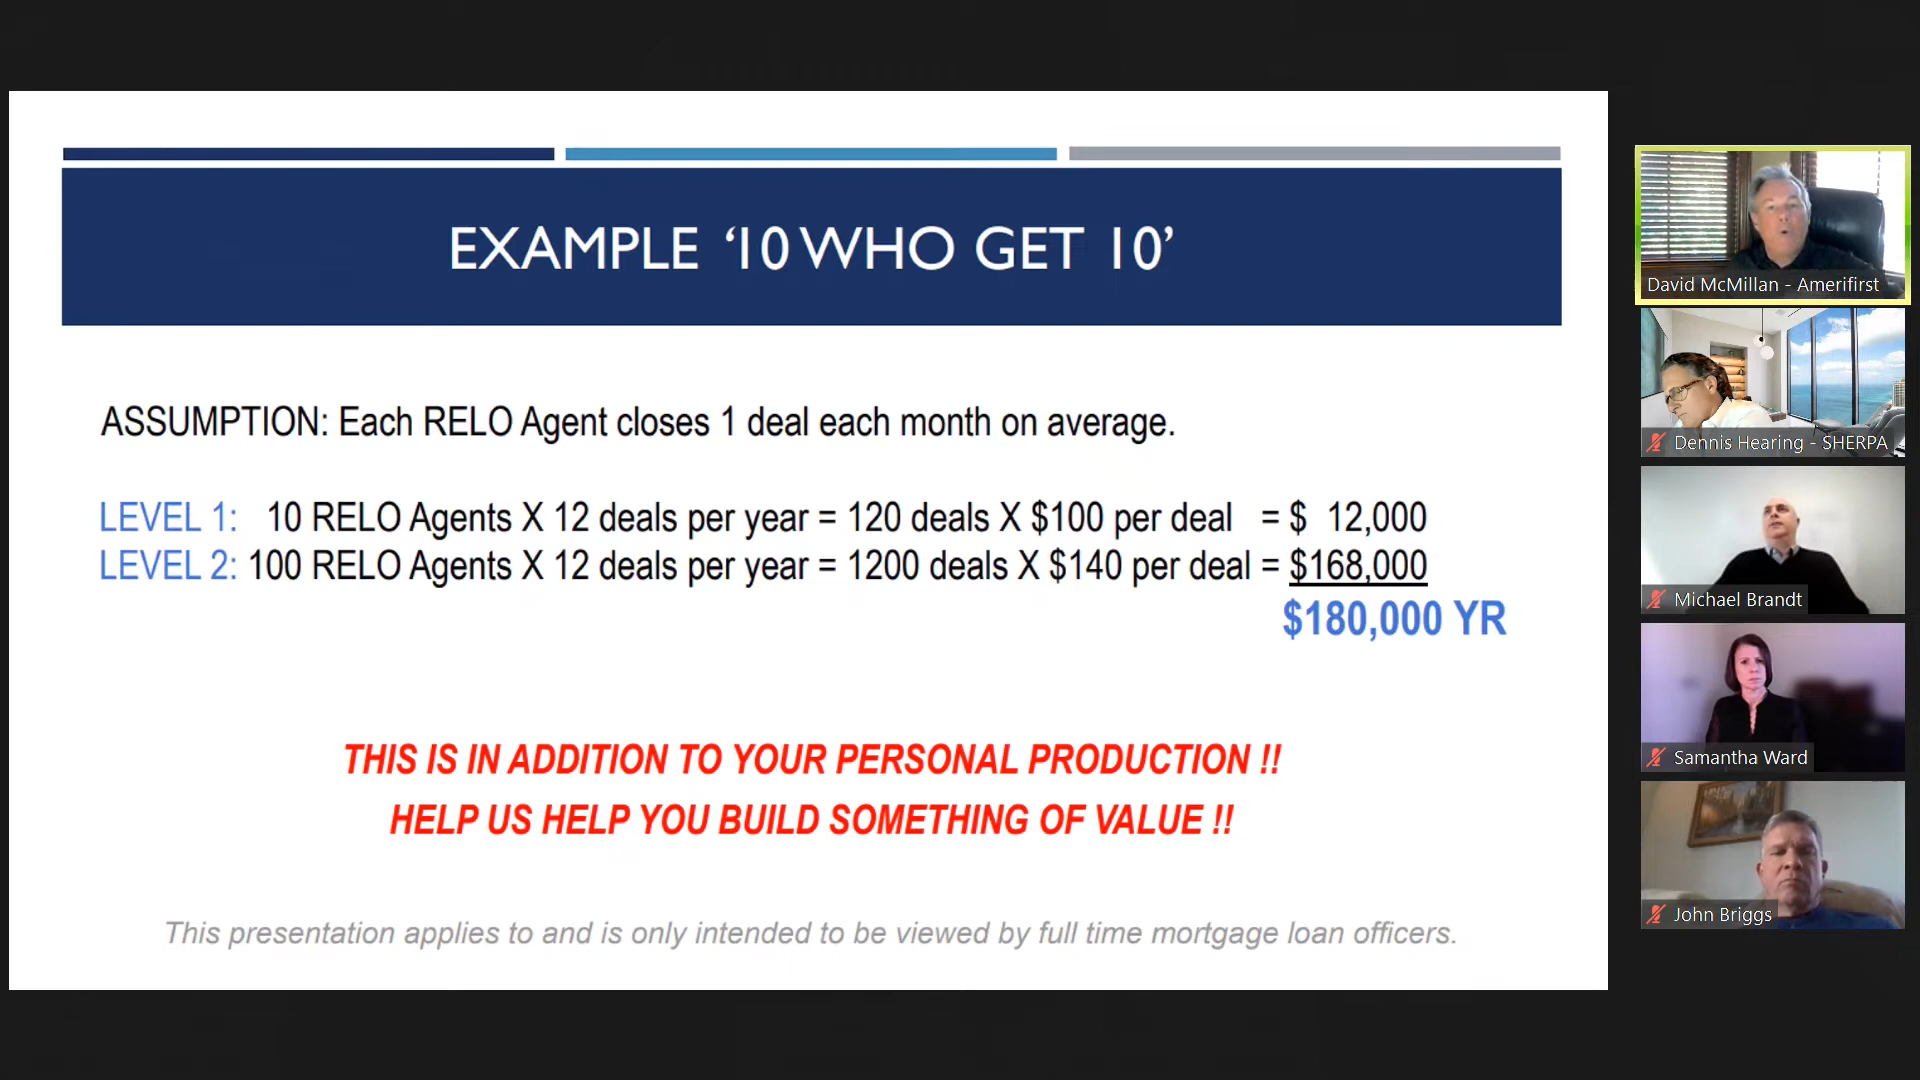 EXAMPLE ‘10 WHO GET 10’
ASSUMPTION: Each RELO Agent closes 1 deal each month on average.
LEVEL 1: 10 RELO Agents X 12 deals per year = 120 deals X $100 per deal = $ 12,000
LEVEL 2: 100 RELO Agents X 12 deals per year = 1200 deals X $140 per deal = $168,000
$180,000 YR
THIS IS IN ADDITION TO YOUR PERSONAL PRODUCTION !!
HELP US HELP YOU BUILD SOMETHING OF VALUE !!
This presentation applies to and is only intended to be viewed by full time mortgage loan officers.
David McMillan - Amerifirst
Dennis Hearing - SHERPA
Michael Brandt
Samantha Ward
John Briggs